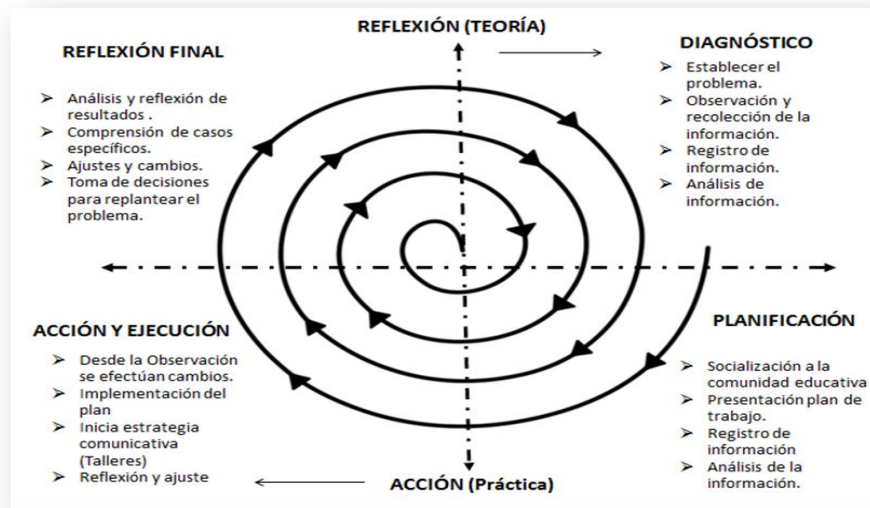 REFLEXIÓN (TEORÍA)
REFLEXIÓN FINAL
➢ Análisis y reflexión de
resultados .
➢ Comprensión de casos
específicos.
➢ Ajustes y cambios.
➢ Toma de decisiones
para replantear el
problema.
DIAGNÓSTICO
➢ Establecer el
problema.
➢ Observación y
recolección de la
información.
➢ Registro de
información.
➢ Análisis de
información.
ACCIÓN Y EJECUCIÓN
➢ Desde la Observación
se efectúan cambios.
➢ Implementación del
plan
➢ Inicia estrategia
comunicativa
(Talleres)
➢ Reflexión y ajuste
PLANIFICACIÓN
➢ Socialización a la
comunidad educativa
➢ Presentación plan de
trabajo.
➢ Registro de
información
➢ Análisis de la
información.
ACCIÓN (Práctica)